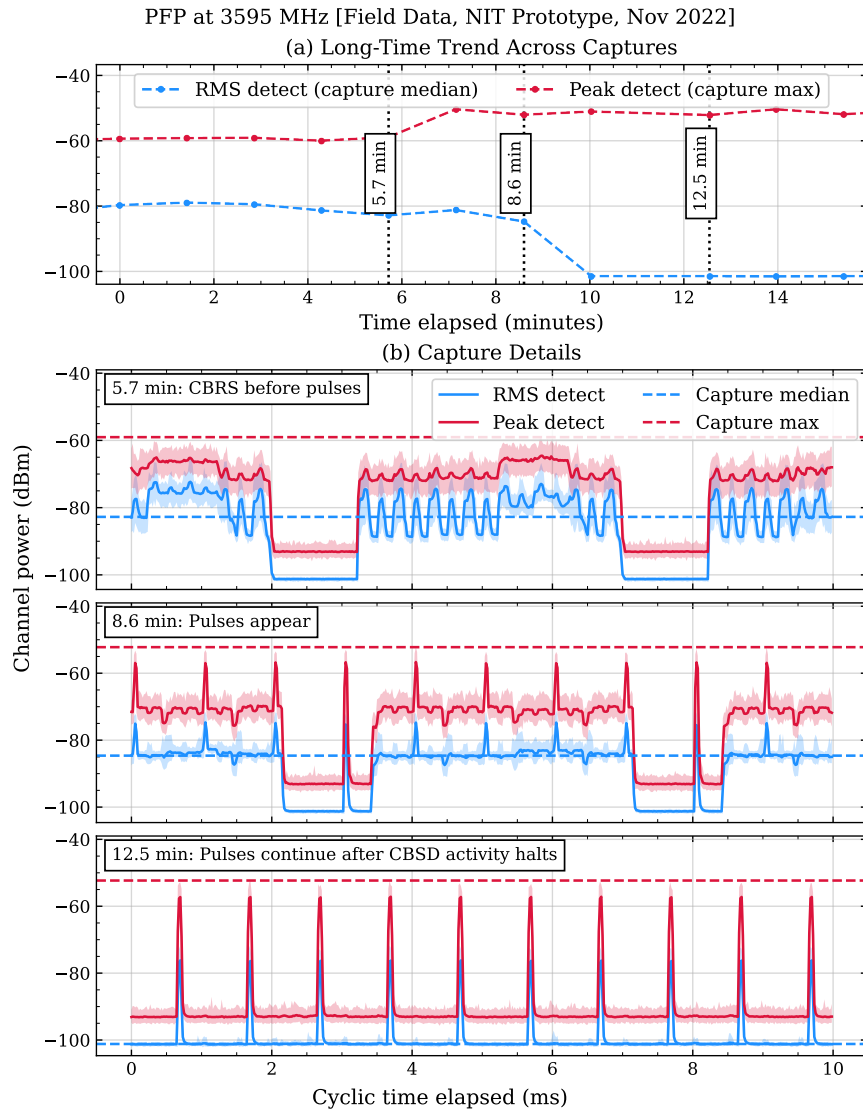 PFP at 3595 MHz [Field Data, NIT Prototype, Nov 2022]
(a) Long-Time Trend Across Captures
RMS detect (capture median)
Peak detect (capture max)
−40
−60
−80
−100
5.7 min
8.6 min
12.5 min
0 2 4 6 8 10 12 14
Time elapsed (minutes)
(b) Capture Details
Channel power (dBm)
5.7 min: CBRS before pulses
RMS detect
Capture median
Peak detect
Capture max
−40
−60
−80
−100
8.6 min: Pulses appear
−40
−60
−80
−100
12.5 min: Pulses continue after CBSD activity halts
−40
−60
−80
−100
0 2 4 6 8 10
Cyclic time elapsed (ms)